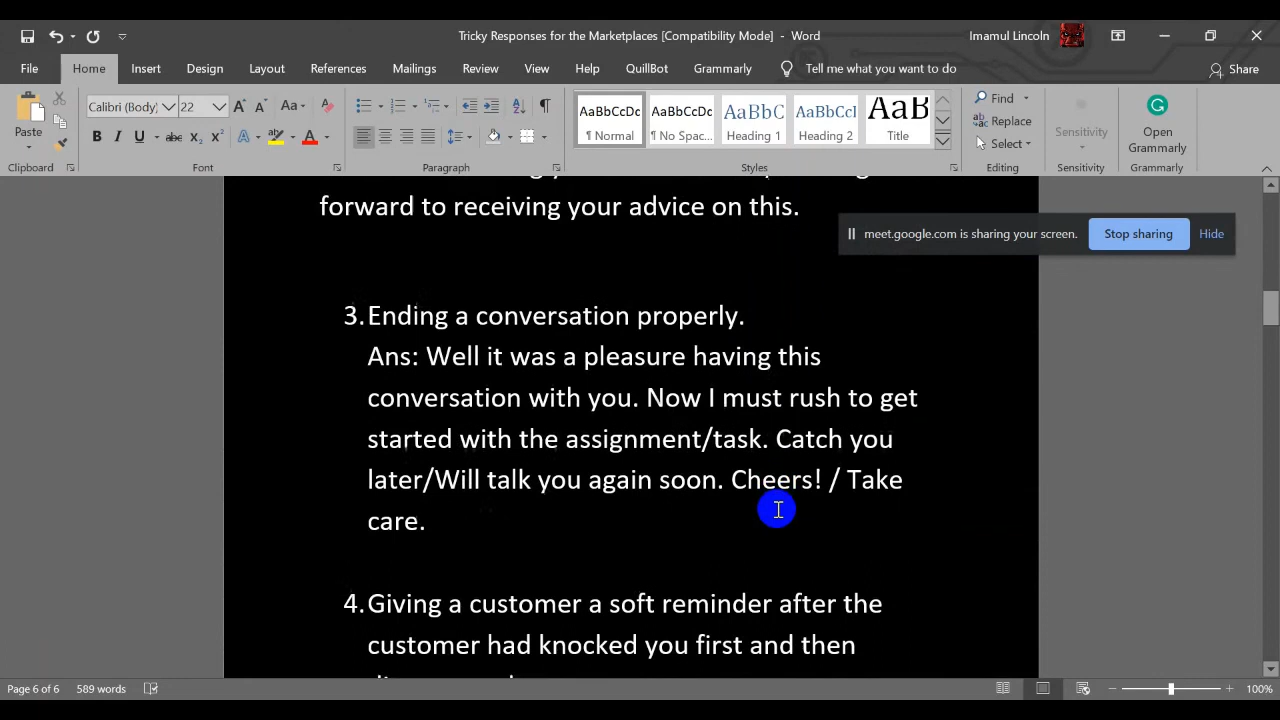 Tricky Responses for the Marketplaces [Compatibility Mode] - Word
Imamul Lincoln
File Home Insert Design Layout References Mailings Review View Help QuillBot Grammarly Tell me what you want to do Share
Paste
Clipboard
Calibri (Body) 22
Font
Paragraph
AaBbCcDc AaBbCcDc AaBbC AaBbCcI AaB
¶ Normal ¶ No Spac... Heading 1 Heading 2 Title
Styles
Find
Replace
Select
Editing
Sensitivity
Sensitivity
Open
Grammarly
Grammarly
forward to receiving your advice on this.
meet.google.com is sharing your screen. Stop sharing Hide
3. Ending a conversation properly.
Ans: Well it was a pleasure having this
conversation with you. Now I must rush to get
started with the assignment/task. Catch you
later/Will talk you again soon. Cheers! / Take
care.
4. Giving a customer a soft reminder after the
customer had knocked you first and then
Page 6 of 6 589 words 100%